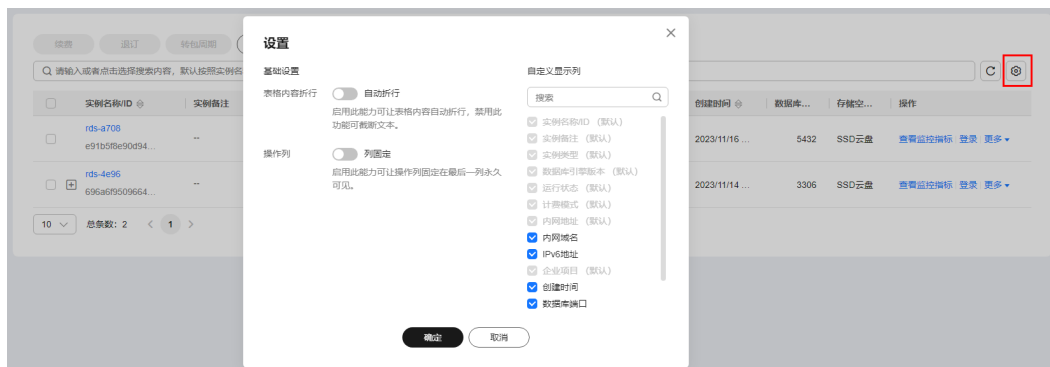 续费 退订 转包周期
请输入或者点击选择搜索内容，默认按照实例名
实例名称/ID 实例备注 创建时间 数据库... 存储空... 操作
rds-a708
e91b5f8e90d94... -- 2023/11/16 ... 5432 SSD云盘 查看监控指标 登录 更多
rds-4e96
696a6f9509664... -- 2023/11/14 ... 3306 SSD云盘 查看监控指标 登录 更多
10 总条数: 2 < 1 >
设置
基础设置
表格内容折行 自动折行
启用此能力可让表格内容自动折行，禁用此
功能可截断文本。
操作列 列固定
启用此能力可让操作列固定在最后一列永久
可见。
自定义显示列
搜索
实例名称/ID （默认）
实例备注 （默认）
实例类型 （默认）
数据库引擎版本 （默认）
运行状态 （默认）
计费模式 （默认）
内网地址 （默认）
内网域名
IPv6地址
企业项目 （默认）
创建时间
数据库端口
确定 取消